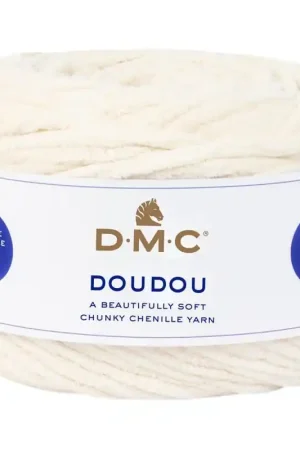 D·M·C
DOUDOU
A BEAUTIFULLY SOFT
CHUNKY CHENILLE YARN